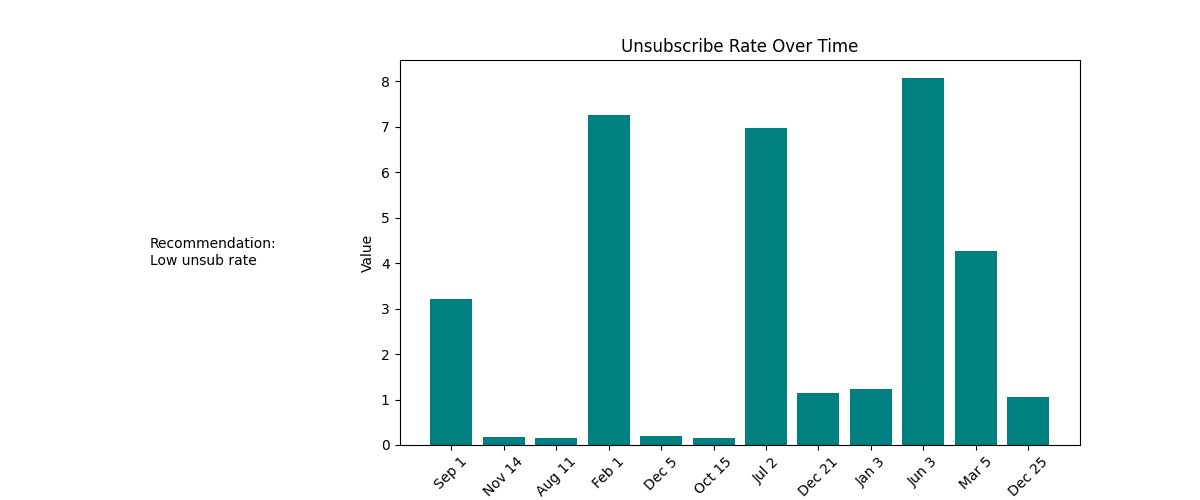 Unsubscribe Rate Over Time
Recommendation:
Low unsub rate
Value
8
7
6
5
4
3
2
1
0
Sep 1
Nov 14
Aug 11
Feb 1
Dec 5
Oct 15
Jul 2
Dec 21
Jan 3
Jun 3
Mar 5
Dec 25